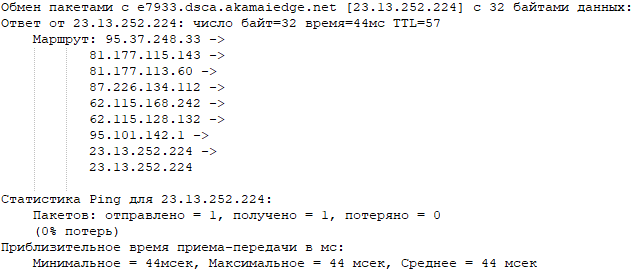 Обмен пакетами с e7933.dsca.akamaiedge.net [23.13.252.224] с 32 байтами данных:
Ответ от 23.13.252.224: число байт=32 время=44мс TTL=57
Маршрут: 95.37.248.33 ->
81.177.115.143 ->
81.177.113.60 ->
87.226.134.112 ->
62.115.168.242 ->
62.115.128.132 ->
95.101.142.1 ->
23.13.252.224 ->
23.13.252.224
Статистика Ping для 23.13.252.224:
Пакетов: отправлено = 1, получено = 1, потеряно = 0
(0% потерь)
Приблизительное время приема-передачи в мс:
Минимальное = 44мсек, Максимальное = 44 мсек, Среднее = 44 мсек